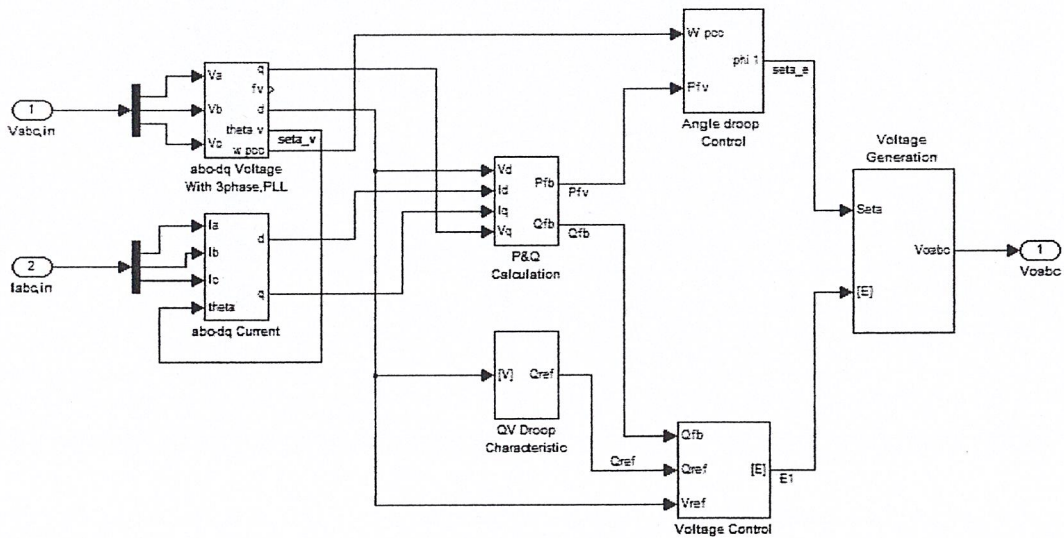 1
Vabc,in
Va
Vb
Vc
q
fv
d
theta v
w pcc
seta_v
abc-dq Voltage
With 3phase,PLL
2
Iabc,in
Ia
Ib
Ic
theta
d
q
abc-dq Current
Vd
Id
Iq
Vq
Pfb
Qfb
Pfv
Qfb
P&Q
Calculation
W pcc
Pfv
phi 1
seta_e
Angle droop
Control
[V]
Qref
QV Droop
Characteristic
Qref
Qfb
Qref
Vref
[E]
E1
Voltage Control
Voltage
Generation
Seta
[E]
Voabc
1
Voabc